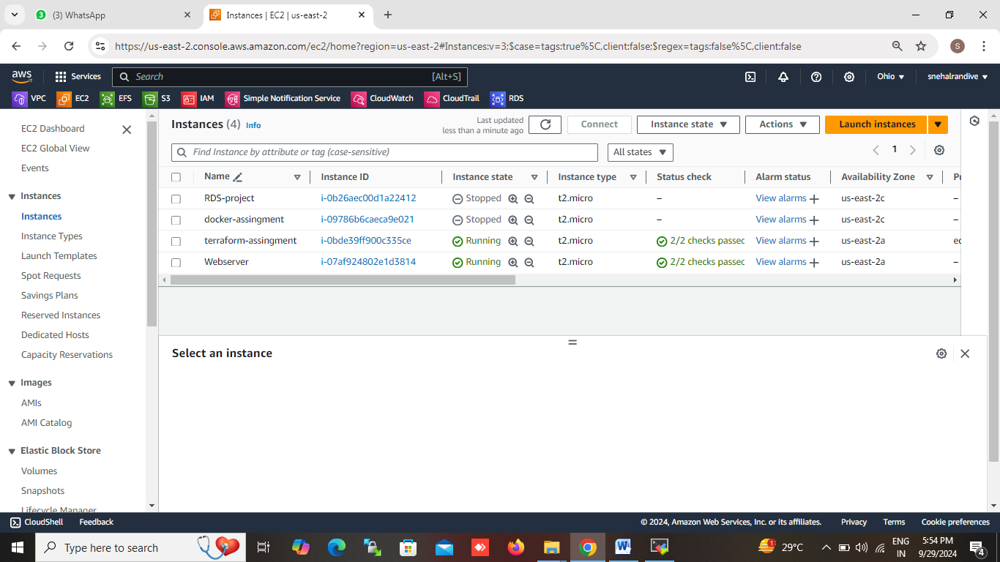 (3) WhatsApp
Instances | EC2 | us-east-2
https://us-east-2.console.aws.amazon.com/ec2/home?region=us-east-2#Instances:v=3;$case=tags:true%5C,client:false;$regex=tags:false%5C,client:false
S
aws Services Search [Alt+S] Ohio snehalrandive
VPC EC2 EFS S3 IAM Simple Notification Service CloudWatch CloudTrail RDS
EC2 Dashboard
EC2 Global View
Events
Instances
Instances
Instance Types
Launch Templates
Spot Requests
Savings Plans
Reserved Instances
Dedicated Hosts
Capacity Reservations
Images
AMIs
AMI Catalog
Elastic Block Store
Volumes
Snapshots
Lifecycle Manager
Instances (4) Info
Last updated
less than a minute ago
Connect Instance state Actions Launch instances
Find Instance by attribute or tag (case-sensitive) All states 1
Name Instance ID Instance state Instance type Status check Alarm status Availability Zone
RDS-project i-0b26aec00d1a22412 Stopped t2.micro – View alarms + us-east-2c –
docker-assingment i-09786b6caeca9e021 Stopped t2.micro – View alarms + us-east-2c –
terraform-assingment i-0bde39ff900c335ce Running t2.micro 2/2 checks passec View alarms + us-east-2a ec
Webserver i-07af924802e1d3814 Running t2.micro 2/2 checks passec View alarms + us-east-2a –
Select an instance
CloudShell Feedback © 2024, Amazon Web Services, Inc. or its affiliates. Privacy Terms Cookie preferences
Type here to search 1 29°C ENG IN 5:54 PM 9/29/2024 4